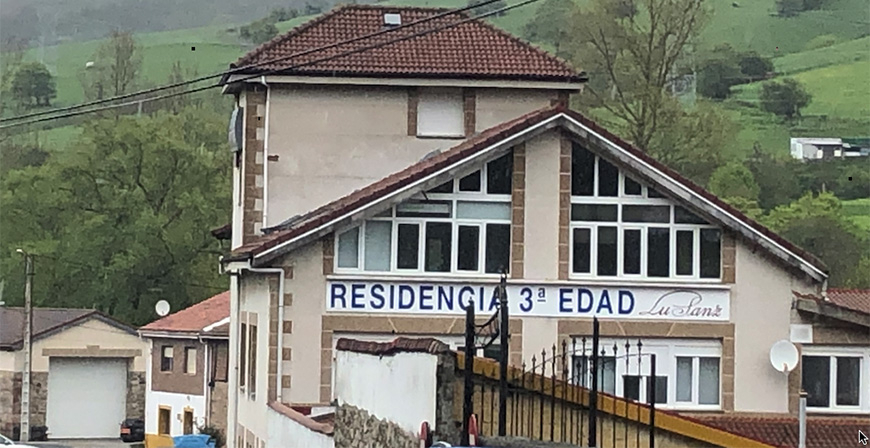 RESIDENCIA 3ª EDAD Lu Sanz